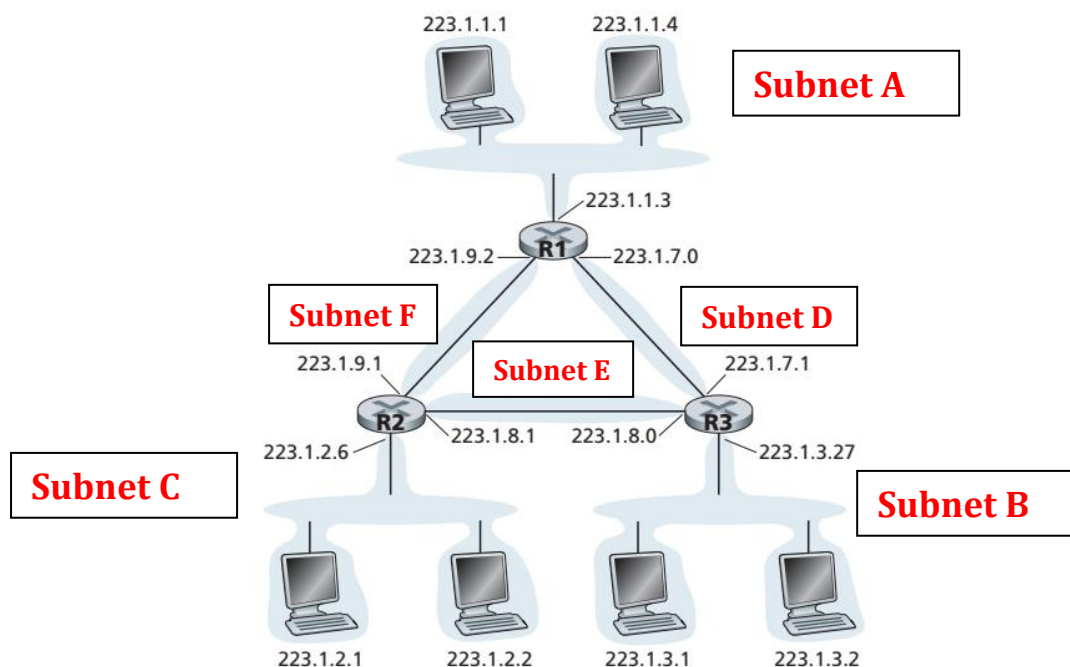 223.1.1.1
223.1.1.4
Subnet A
223.1.1.3
R1
223.1.9.2
223.1.7.0
Subnet F
Subnet D
Subnet E
223.1.9.1
223.1.7.1
R2
R3
223.1.8.1
223.1.8.0
223.1.2.6
223.1.3.27
Subnet C
Subnet B
223.1.2.1
223.1.2.2
223.1.3.1
223.1.3.2